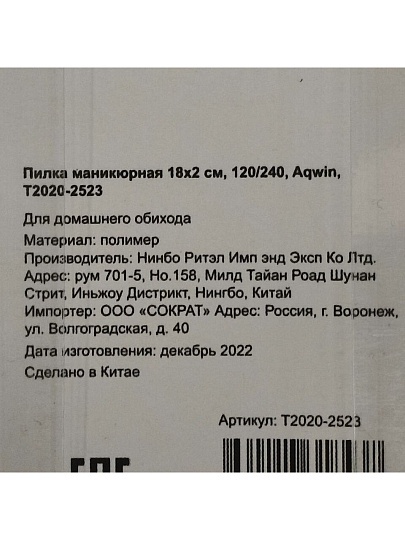 Пилка маникюрная 18х2 см, 120/240, Aqwin,
T2020-2523
Для домашнего обихода
Материал: полимер
Производитель: Нинбо Ритэл Имп энд Эксп Ко Лтд.
Адрес: рум 701-5, Но.158, Милд Тайан Роад Шунан
Стрит, Иньжоу Дистрикт, Нингбо, Китай
Импортер: ООО «СОКРАТ» Адрес: Россия, г. Воронеж,
ул. Волгоградская, д. 40
Дата изготовления: декабрь 2022
Сделано в Китае
Артикул: T2020-2523